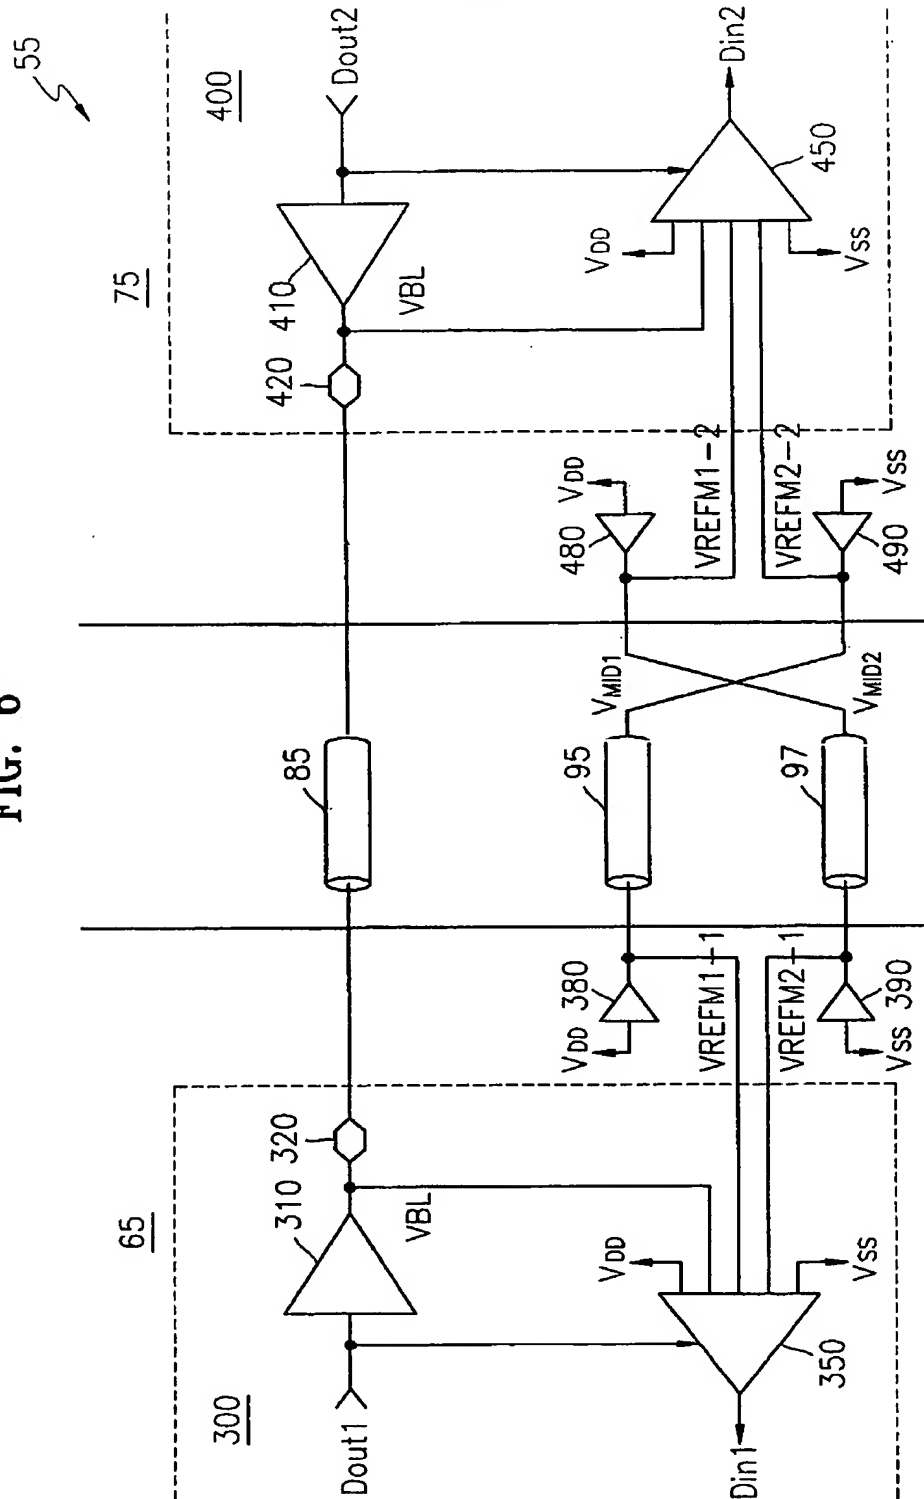 FIG. 6
55
65
75
300
400
Dout1
310
320
VBL
85
VBL
410
420
Dout2
VDD
380
VREFM1-1
95
VMID1
480
VDD
VREFM1-2
VDD
VDD
Din1
350
VSS
VREFM2-1
VSS
390
97
VMID2
VREFM2-2
490
VSS
VSS
450
Din2